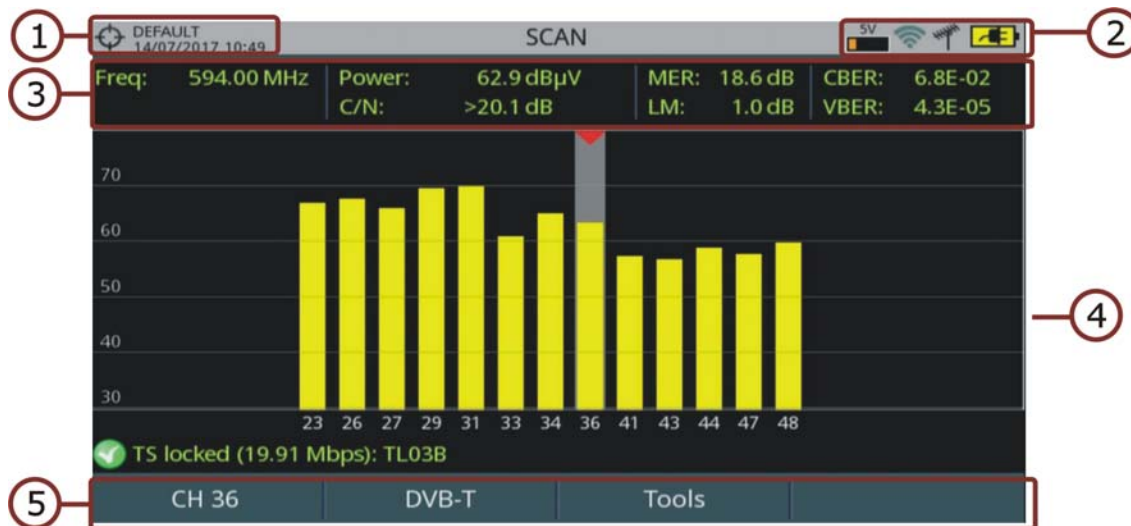 1
DEFAULT
14/07/2017 10:49
SCAN
5V
2
3
Freq: 594.00 MHz Power: 62.9 dBµV MER: 18.6 dB CBER: 6.8E-02
C/N: >20.1 dB LM: 1.0 dB VBER: 4.3E-05
70
60
50
40
30
4
23 26 27 29 31 33 34 36 41 43 44 47 48
TS locked (19.91 Mbps): TL03B
5
CH 36 DVB-T Tools